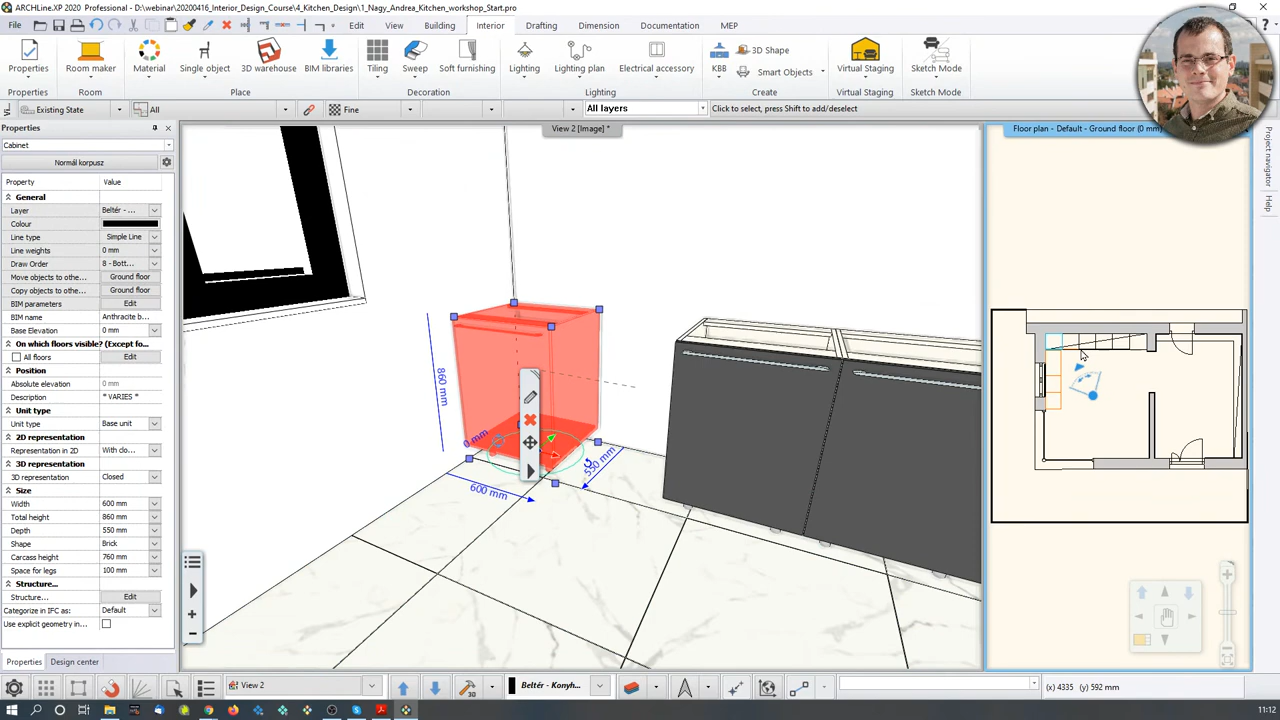 ARCHLine.XP 2020 Professional - D:\webinar\20200416_Interior_Design_Course\4_Kitchen_Design\1_Nagy_Andrea_Kitchen_workshop_Start.pro
File Edit View Building Interior Drafting Dimension Documentation MEP
Properties Room maker Material Single object 3D warehouse BIM libraries Tiling Sweep Soft furnishing Lighting Lighting plan Electrical accessory KBB 3D Shape Smart Objects Virtual Staging Sketch Mode
Properties Room Place Decoration Lighting Create Virtual Staging Sketch Mode
Existing State All Fine All layers Click to select, press Shift to add/deselect
Properties
View 2 [Image] *
Floor plan - Default - Ground floor (0 mm)
Project navigator
Help
Cabinet
Normál korpusz
Property Value
General
Layer Beltér - ...
Colour
Line type Simple Line
Line weights 0 mm
Draw Order 8 - Bott...
Move objects to othe... Ground floor
Copy objects to othe... Ground floor
BIM parameters Edit
BIM name Anthracite b...
Base Elevation 0 mm
On which floors visible? (Except fo...
All floors Edit
Position
Absolute elevation 0 mm
Description * VARIES *
Unit type
Unit type Base unit
2D representation
Representation in 2D With clo...
3D representation
3D representation Closed
Size
Width 600 mm
Total height 860 mm
Depth 550 mm
Shape Brick
Carcass height 760 mm
Space for legs 100 mm
Structure...
Structure... Edit
Categorize in IFC as: Default
Use explicit geometry in...
860 mm
0 mm
600 mm
550 mm
Properties Design center
View 2
Beltér - Konyh...
(x) 4335 (y) 592 mm
11:12